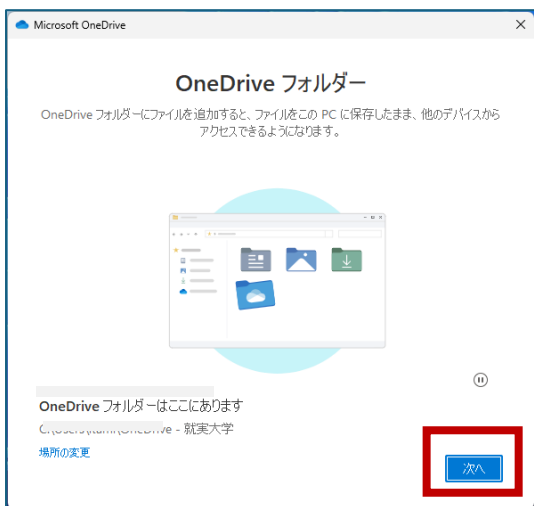 Microsoft OneDrive
OneDrive フォルダー
OneDrive フォルダーにファイルを追加すると、ファイルをこの PC に保存したまま、他のデバイスから
アクセスできるようになります。
OneDrive フォルダーはここにあります
- 就実大学
場所の変更
次へ